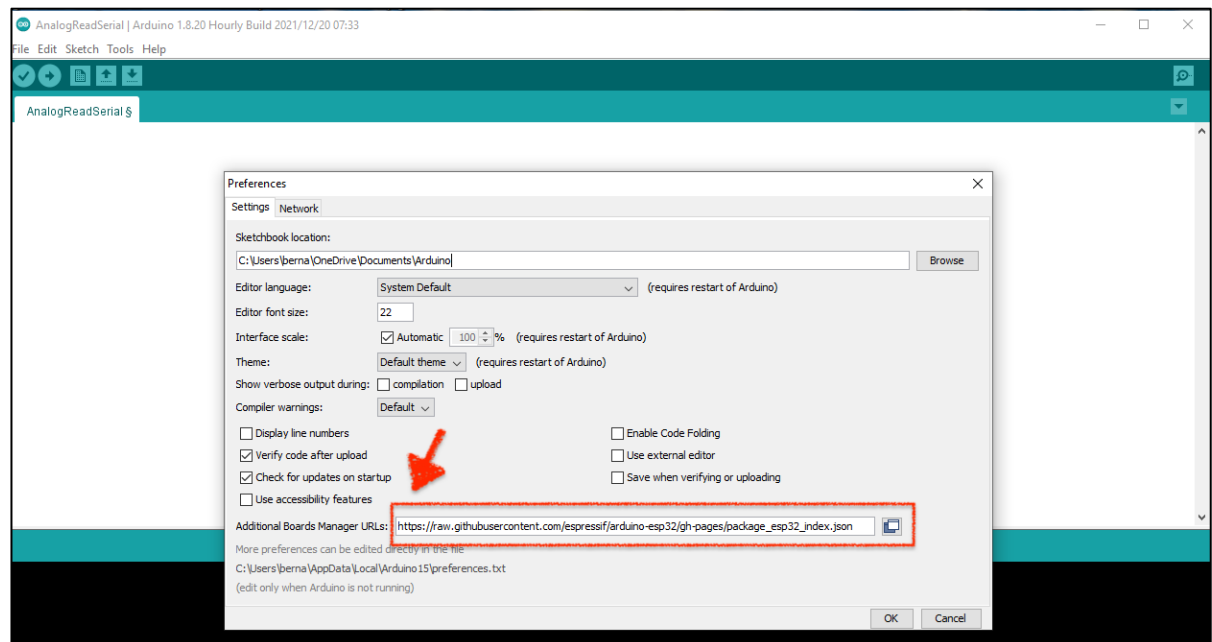 AnalogReadSerial | Arduino 1.8.20 Hourly Build 2021/12/20 07:33
File Edit Sketch Tools Help
AnalogReadSerial §
Preferences
Settings Network
Sketchbook location:
C:\Users\berna\OneDrive\Documents\Arduino Browse
Editor language: System Default (requires restart of Arduino)
Editor font size: 22
Interface scale: Automatic 100 % (requires restart of Arduino)
Theme: Default theme (requires restart of Arduino)
Show verbose output during: compilation upload
Compiler warnings: Default
Display line numbers Enable Code Folding
Verify code after upload Use external editor
Check for updates on startup Save when verifying or uploading
Use accessibility features
Additional Boards Manager URLs: https://raw.githubusercontent.com/espressif/arduino-esp32/gh-pages/package_esp32_index.json
More preferences can be edited directly in the file
C:\Users\berna\AppData\Local\Arduino15\preferences.txt
(edit only when Arduino is not running)
OK Cancel